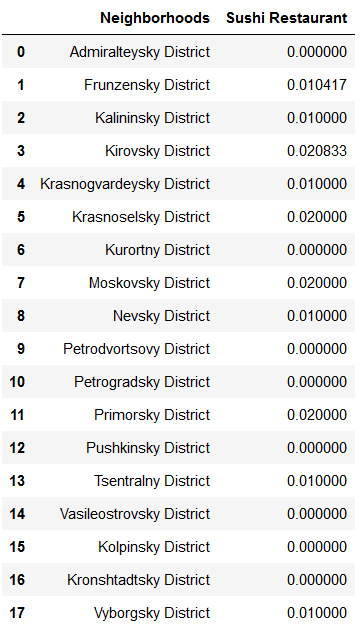 Neighborhoods Sushi Restaurant
0 Admiralteysky District 0.000000
1 Frunzensky District 0.010417
2 Kalininsky District 0.010000
3 Kirovsky District 0.020833
4 Krasnogvardeysky District 0.010000
5 Krasnoselsky District 0.020000
6 Kurortny District 0.000000
7 Moskovsky District 0.020000
8 Nevsky District 0.010000
9 Petrodvortsovy District 0.000000
10 Petrogradsky District 0.000000
11 Primorsky District 0.020000
12 Pushkinsky District 0.000000
13 Tsentralny District 0.010000
14 Vasileostrovsky District 0.000000
15 Kolpinsky District 0.000000
16 Kronshtadtsky District 0.000000
17 Vyborgsky District 0.010000